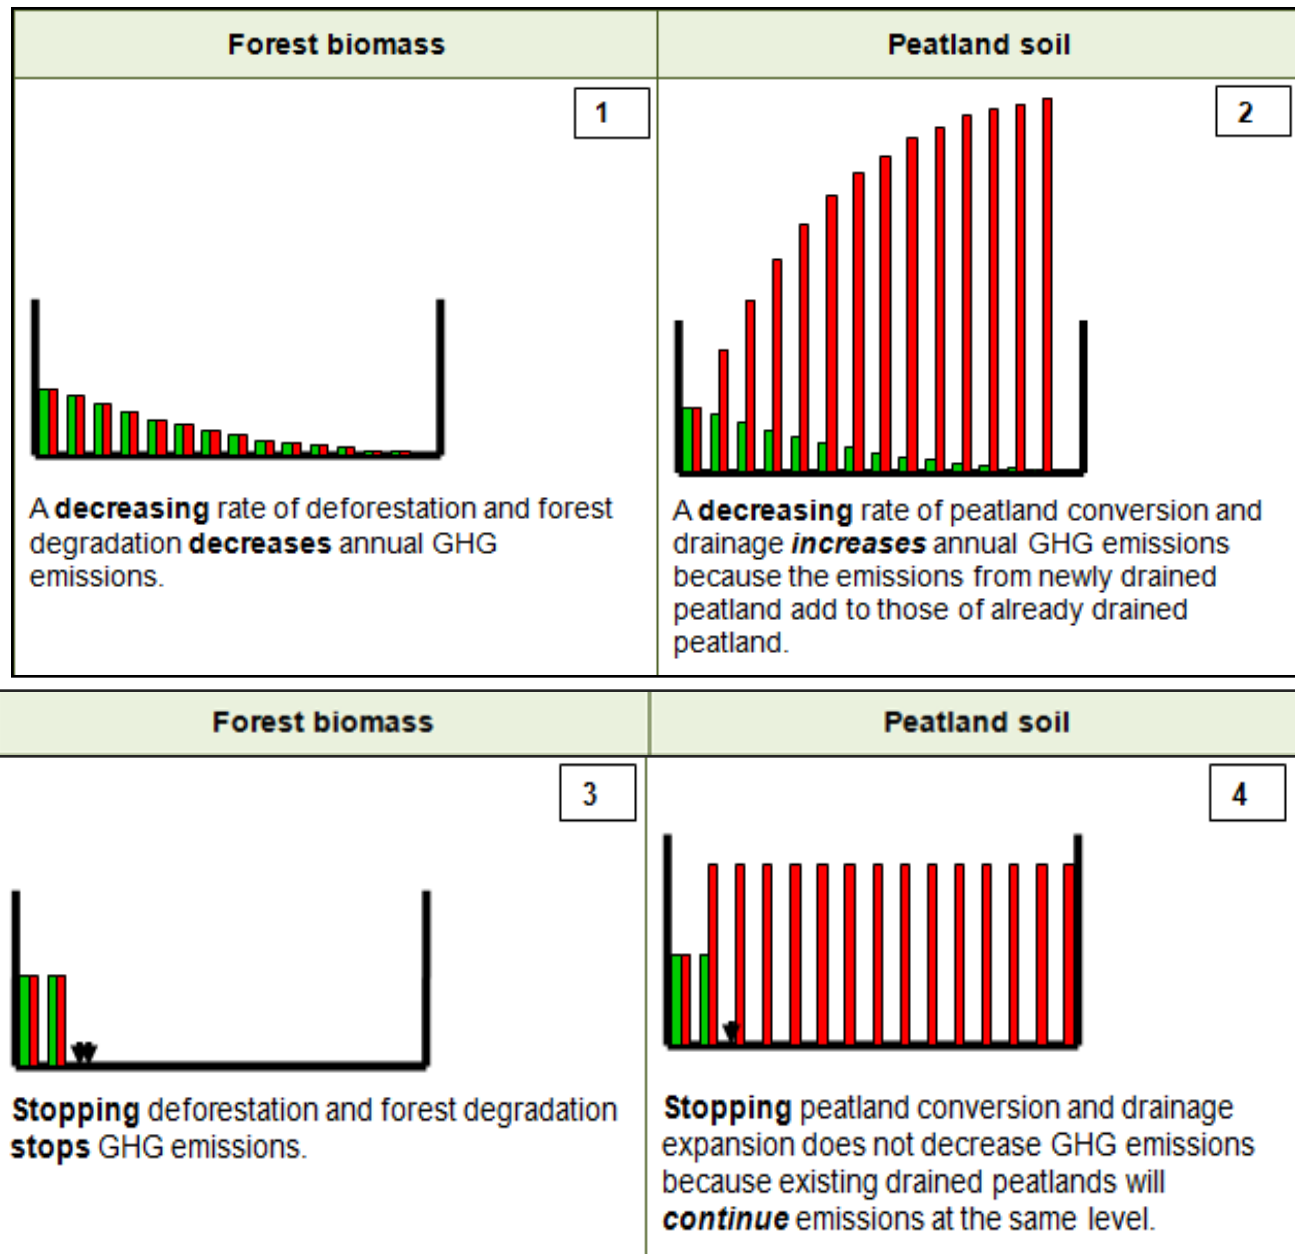 Forest biomass
Peatland soil
1
2
A decreasing rate of deforestation and forest
degradation decreases annual GHG
emissions.
A decreasing rate of peatland conversion and
drainage increases annual GHG emissions
because the emissions from newly drained
peatland add to those of already drained
peatland.
Forest biomass
Peatland soil
3
4
Stopping deforestation and forest degradation
stops GHG emissions.
Stopping peatland conversion and drainage
expansion does not decrease GHG emissions
because existing drained peatlands will
continue emissions at the same level.